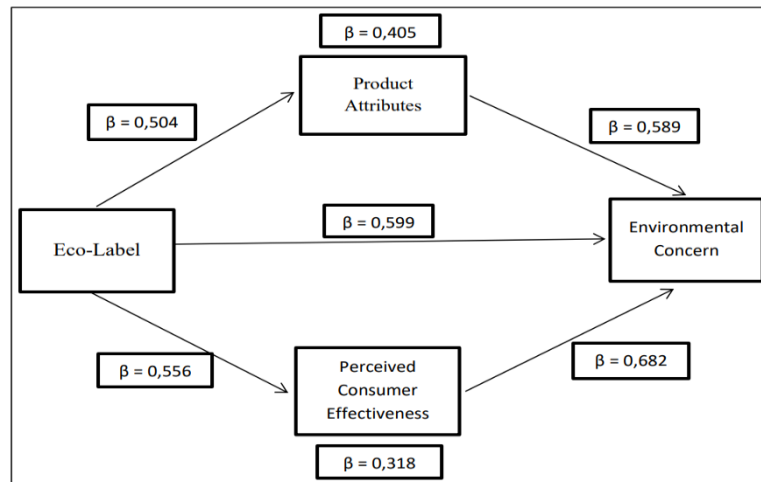 β = 0,405
Product
Attributes
β = 0,504
β = 0,589
Eco-Label
β = 0,599
Environmental
Concern
β = 0,556
Perceived
Consumer
Effectiveness
β = 0,682
β = 0,318